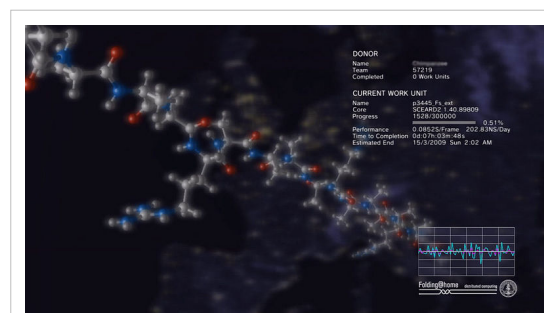 DONOR
Name
Team 57219
Completed 0 Work Units
CURRENT WORK UNIT
Name p3445_Fs_ext
Core SCEARD2 1.40.89809
Progress 1528/300000
0.51%
Performance 0.0852S/Frame 202.83NS/Day
Time to Completion 0d:07h:03m:48s
Estimated End 15/3/2009 Sun 2:02 AM
Folding@home distributed computing